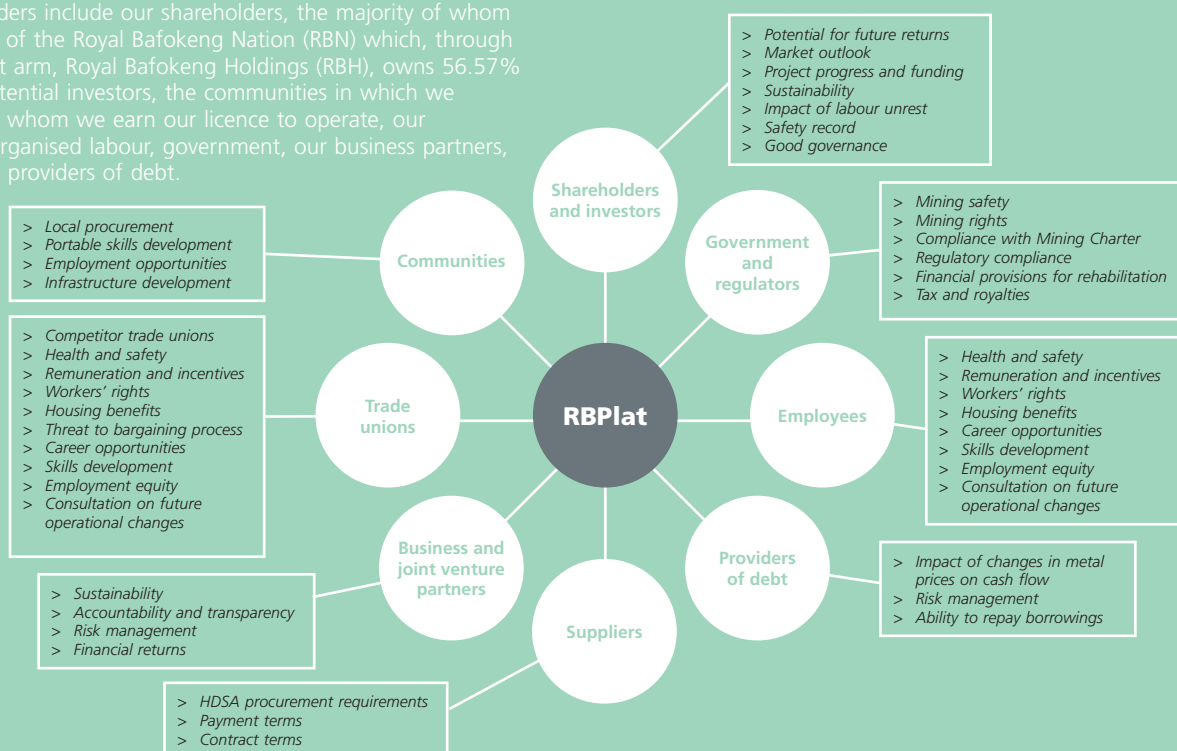 ders include our shareholders, the majority of whom
of the Royal Bafokeng Nation (RBN) which, through
t arm, Royal Bafokeng Holdings (RBH), owns 56.57%
tential investors, the communities in which we
whom we earn our licence to operate, our
rganised labour, government, our business partners,
providers of debt.
> Potential for future returns
> Market outlook
> Project progress and funding
> Sustainability
> Impact of labour unrest
> Safety record
> Good governance
Shareholders
and investors
> Mining safety
> Mining rights
> Compliance with Mining Charter
> Regulatory compliance
> Financial provisions for rehabilitation
> Tax and royalties
Government
and
regulators
> Local procurement
> Portable skills development
> Employment opportunities
> Infrastructure development
Communities
> Competitor trade unions
> Health and safety
> Remuneration and incentives
> Workers' rights
> Housing benefits
> Threat to bargaining process
> Career opportunities
> Skills development
> Employment equity
> Consultation on future
operational changes
Trade
unions
RBPlat
Employees
> Health and safety
> Remuneration and incentives
> Workers' rights
> Housing benefits
> Career opportunities
> Skills development
> Employment equity
> Consultation on future
operational changes
Business and
joint venture
partners
> Sustainability
> Accountability and transparency
> Risk management
> Financial returns
Providers
of debt
> Impact of changes in metal
prices on cash flow
> Risk management
> Ability to repay borrowings
Suppliers
> HDSA procurement requirements
> Payment terms
> Contract terms